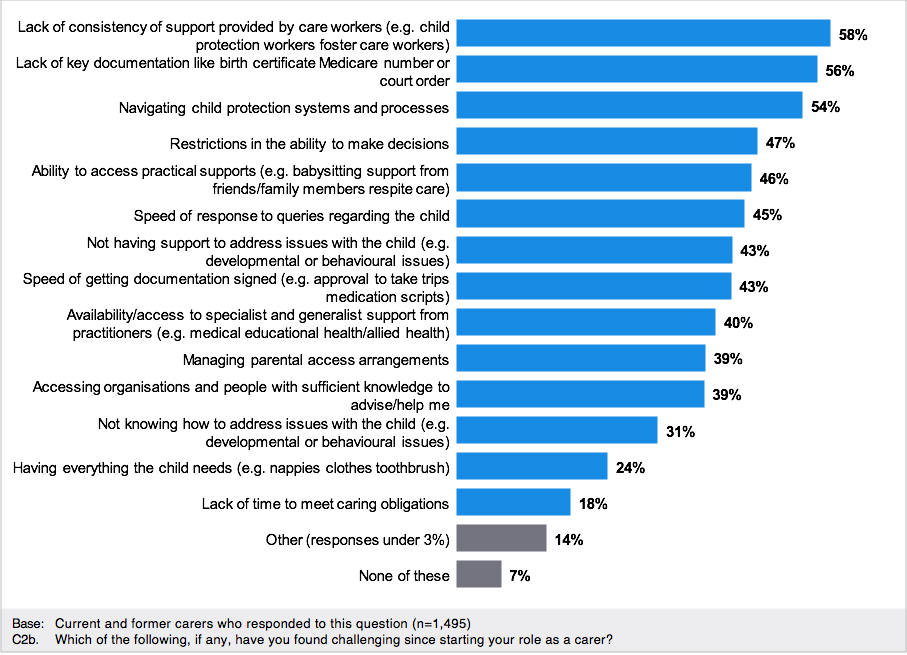 Lack of consistency of support provided by care workers (e.g. child
protection workers foster care workers)
58%
Lack of key documentation like birth certificate Medicare number or
court order
56%
Navigating child protection systems and processes
54%
Restrictions in the ability to make decisions
47%
Ability to access practical supports (e.g. babysitting support from
friends/family members respite care)
46%
Speed of response to queries regarding the child
45%
Not having support to address issues with the child (e.g.
developmental or behavioural issues)
43%
Speed of getting documentation signed (e.g. approval to take trips
medication scripts)
43%
Availability/access to specialist and generalist support from
practitioners (e.g. medical educational health/allied health)
40%
Managing parental access arrangements
39%
Accessing organisations and people with sufficient knowledge to
advise/help me
39%
Not knowing how to address issues with the child (e.g.
developmental or behavioural issues)
31%
Having everything the child needs (e.g. nappies clothes toothbrush)
24%
Lack of time to meet caring obligations
18%
Other (responses under 3%)
14%
None of these
7%
Base: Current and former carers who responded to this question (n=1,495)
C2b. Which of the following, if any, have you found challenging since starting your role as a carer?